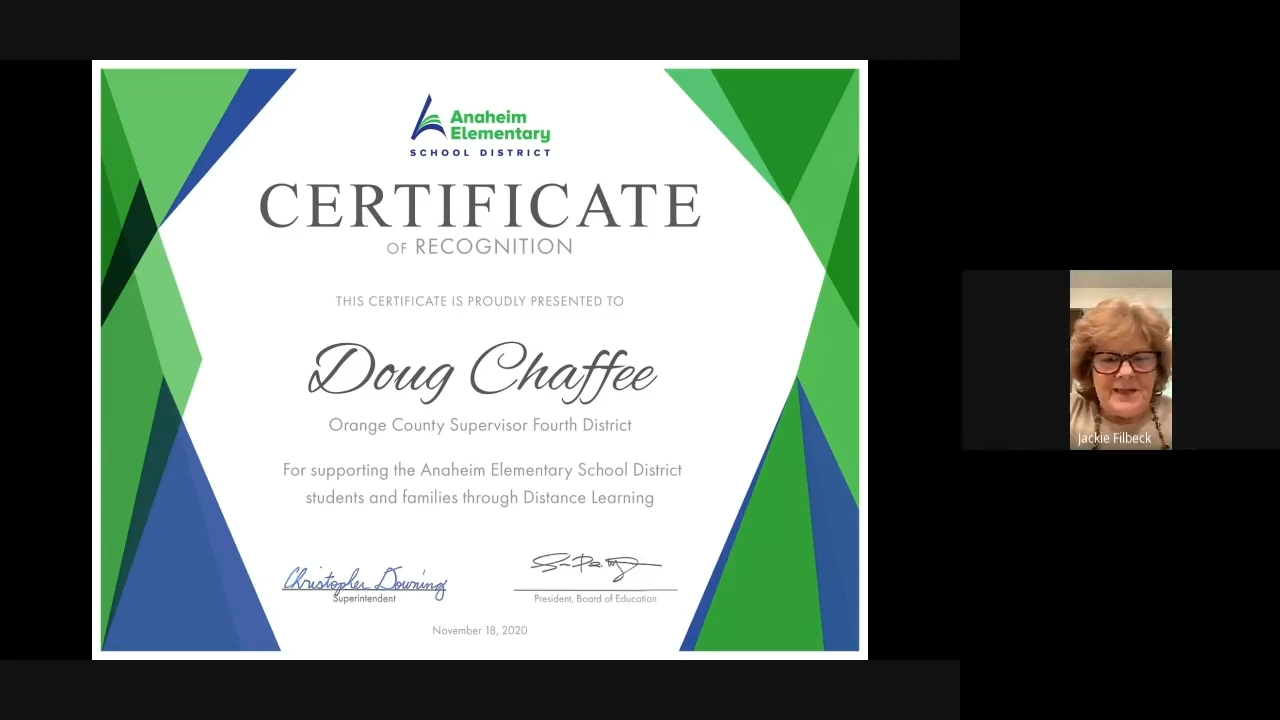 Anaheim
Elementary
SCHOOL DISTRICT
CERTIFICATE
OF RECOGNITION
THIS CERTIFICATE IS PROUDLY PRESENTED TO
Doug Chaffee
Orange County Supervisor Fourth District
For supporting the Anaheim Elementary School District
students and families through Distance Learning
Christopher Downing
Superintendent
President, Board of Education
November 18, 2020
Jackie Filbeck